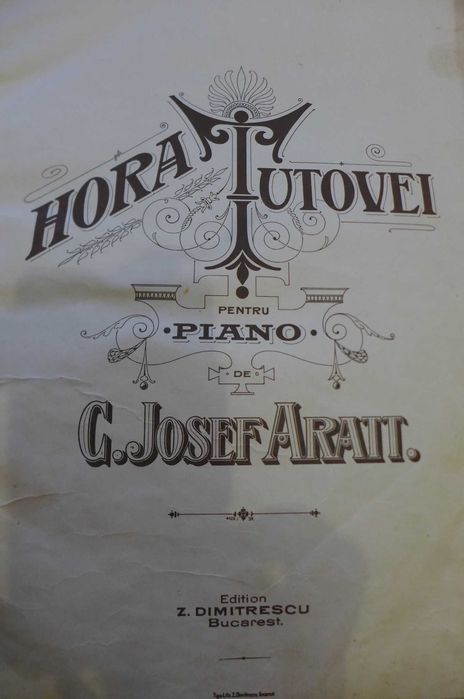 HORA TUTOVEI
PENTRU
·PIANO·
DE
C. JOSEF ARATT.
Edition
Z. DIMITRESCU
Bucarest.